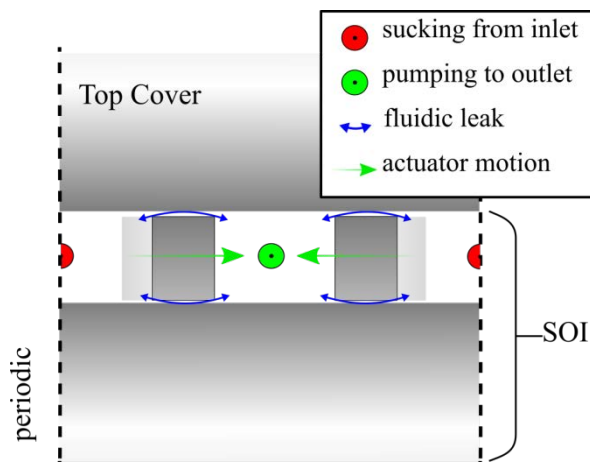 sucking from inlet
pumping to outlet
fluidic leak
actuator motion
Top Cover
SOI
periodic